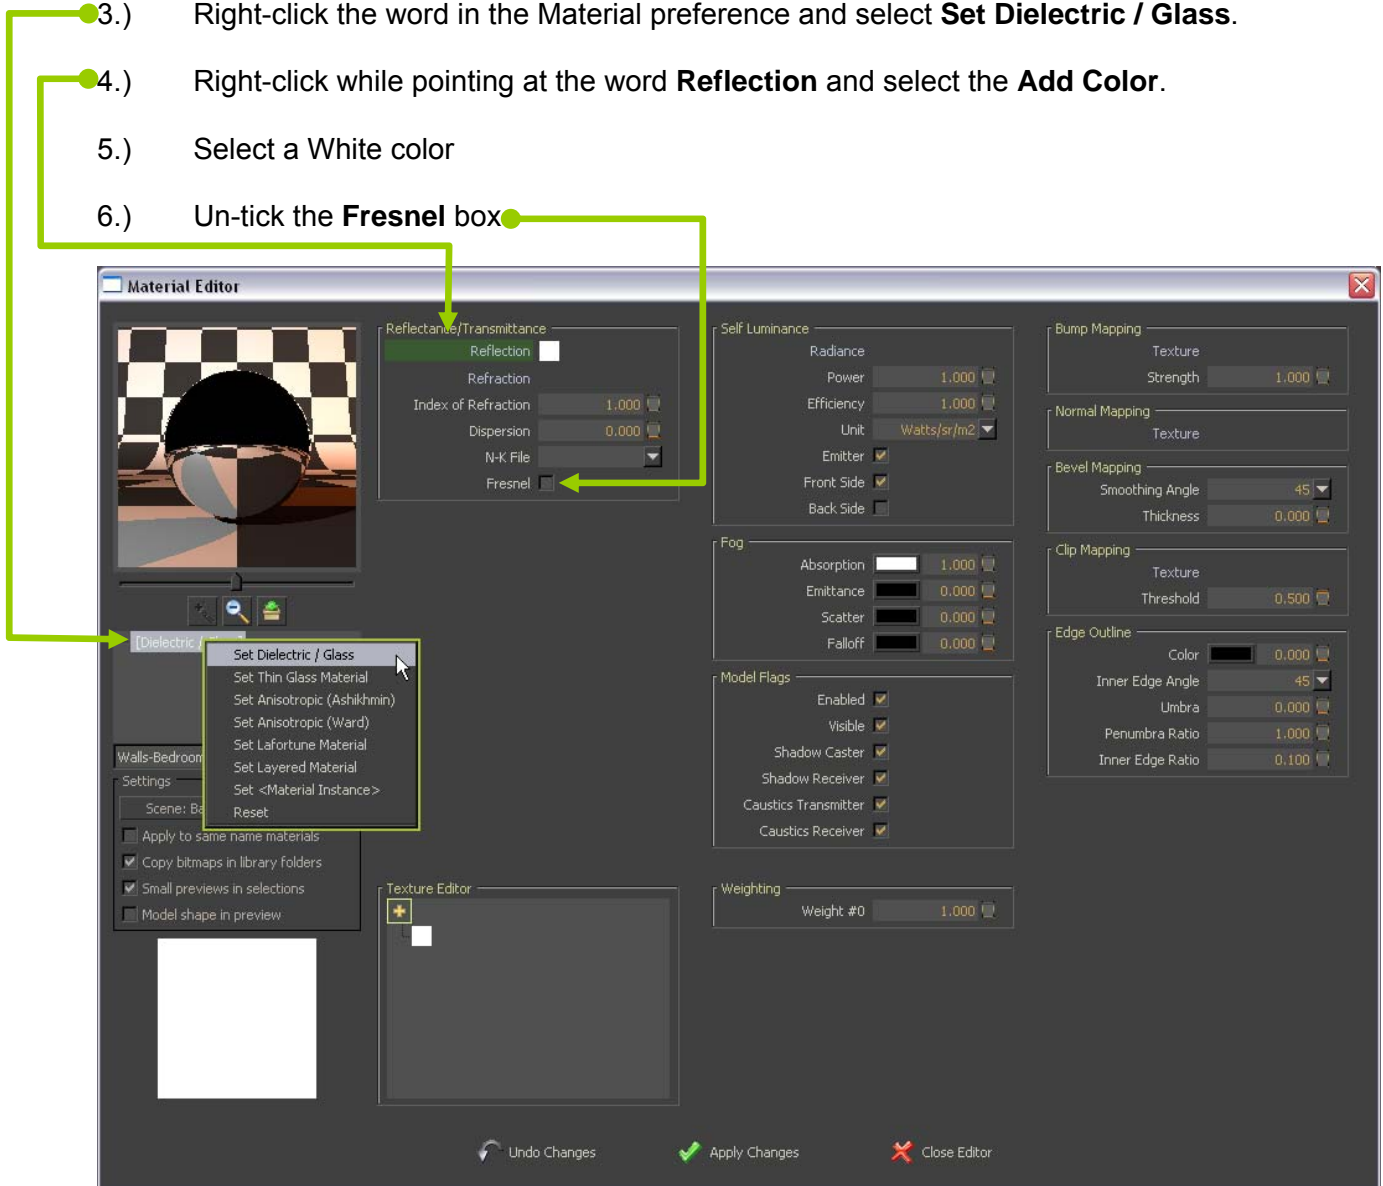 3.) Right-click the word in the Material preference and select Set Dielectric / Glass.
4.) Right-click while pointing at the word Reflection and select the Add Color.
5.) Select a White color
6.) Un-tick the Fresnel box
Material Editor
Reflectance/Transmittance
Reflection
Refraction
Index of Refraction 1.000
Dispersion 0.000
N-K File
Fresnel
Self Luminance
Radiance
Power 1.000
Efficiency 1.000
Unit Watts/sr/m2
Emitter
Front Side
Back Side
Fog
Absorption 1.000
Emittance 0.000
Scatter 0.000
Falloff 0.000
Model Flags
Enabled
Visible
Shadow Caster
Shadow Receiver
Caustics Transmitter
Caustics Receiver
Weighting
Weight #0 1.000
Bump Mapping
Texture
Strength 1.000
Normal Mapping
Texture
Bevel Mapping
Smoothing Angle 45
Thickness 0.000
Clip Mapping
Texture
Threshold 0.500
Edge Outline
Color 0.000
Inner Edge Angle 45
Umbra 0.000
Penumbra Ratio 1.000
Inner Edge Ratio 0.100
[Dielectric /
Set Dielectric / Glass
Set Thin Glass Material
Set Anisotropic (Ashikhmin)
Set Anisotropic (Ward)
Set Lafortune Material
Set Layered Material
Set <Material Instance>
Reset
Walls-Bedroom
Settings
Scene: Ba
Apply to same name materials
Copy bitmaps in library folders
Small previews in selections
Model shape in preview
Texture Editor
Undo Changes
Apply Changes
Close Editor